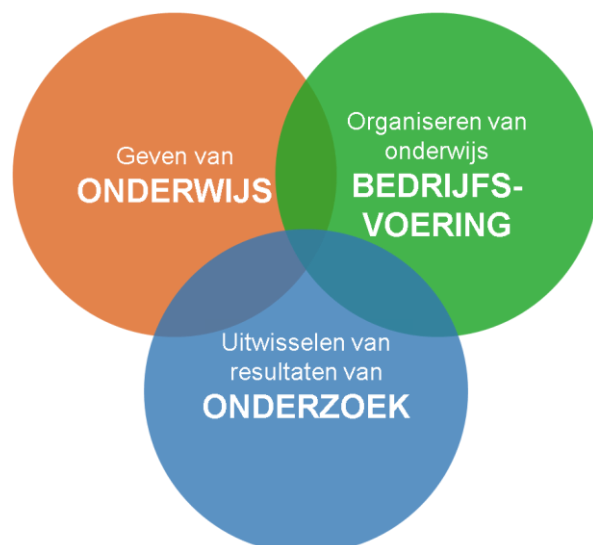 Geven van
ONDERWIJS
Organiseren van
onderwijs
BEDRIJFS-
VOERING
Uitwisselen van
resultaten van
ONDERZOEK